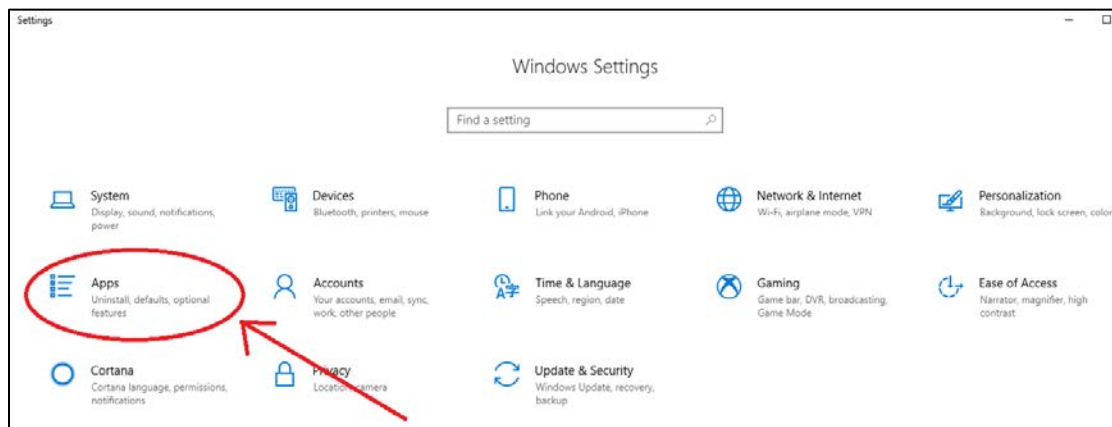 Settings
Windows Settings
Find a setting
System
Display, sound, notifications,
power
Devices
Bluetooth, printers, mouse
Phone
Link your Android, iPhone
Network & Internet
Wi-Fi, airplane mode, VPN
Personalization
Background, lock screen, color
Apps
Uninstall, defaults, optional
features
Accounts
Your accounts, email, sync,
work, other people
Time & Language
Speech, region, date
Gaming
Game bar, DVR, broadcasting,
Game Mode
Ease of Access
Narrator, magnifier, high
contrast
Cortana
Cortana language, permissions,
notifications
Privacy
Location, camera
Update & Security
Windows Update, recovery,
backup